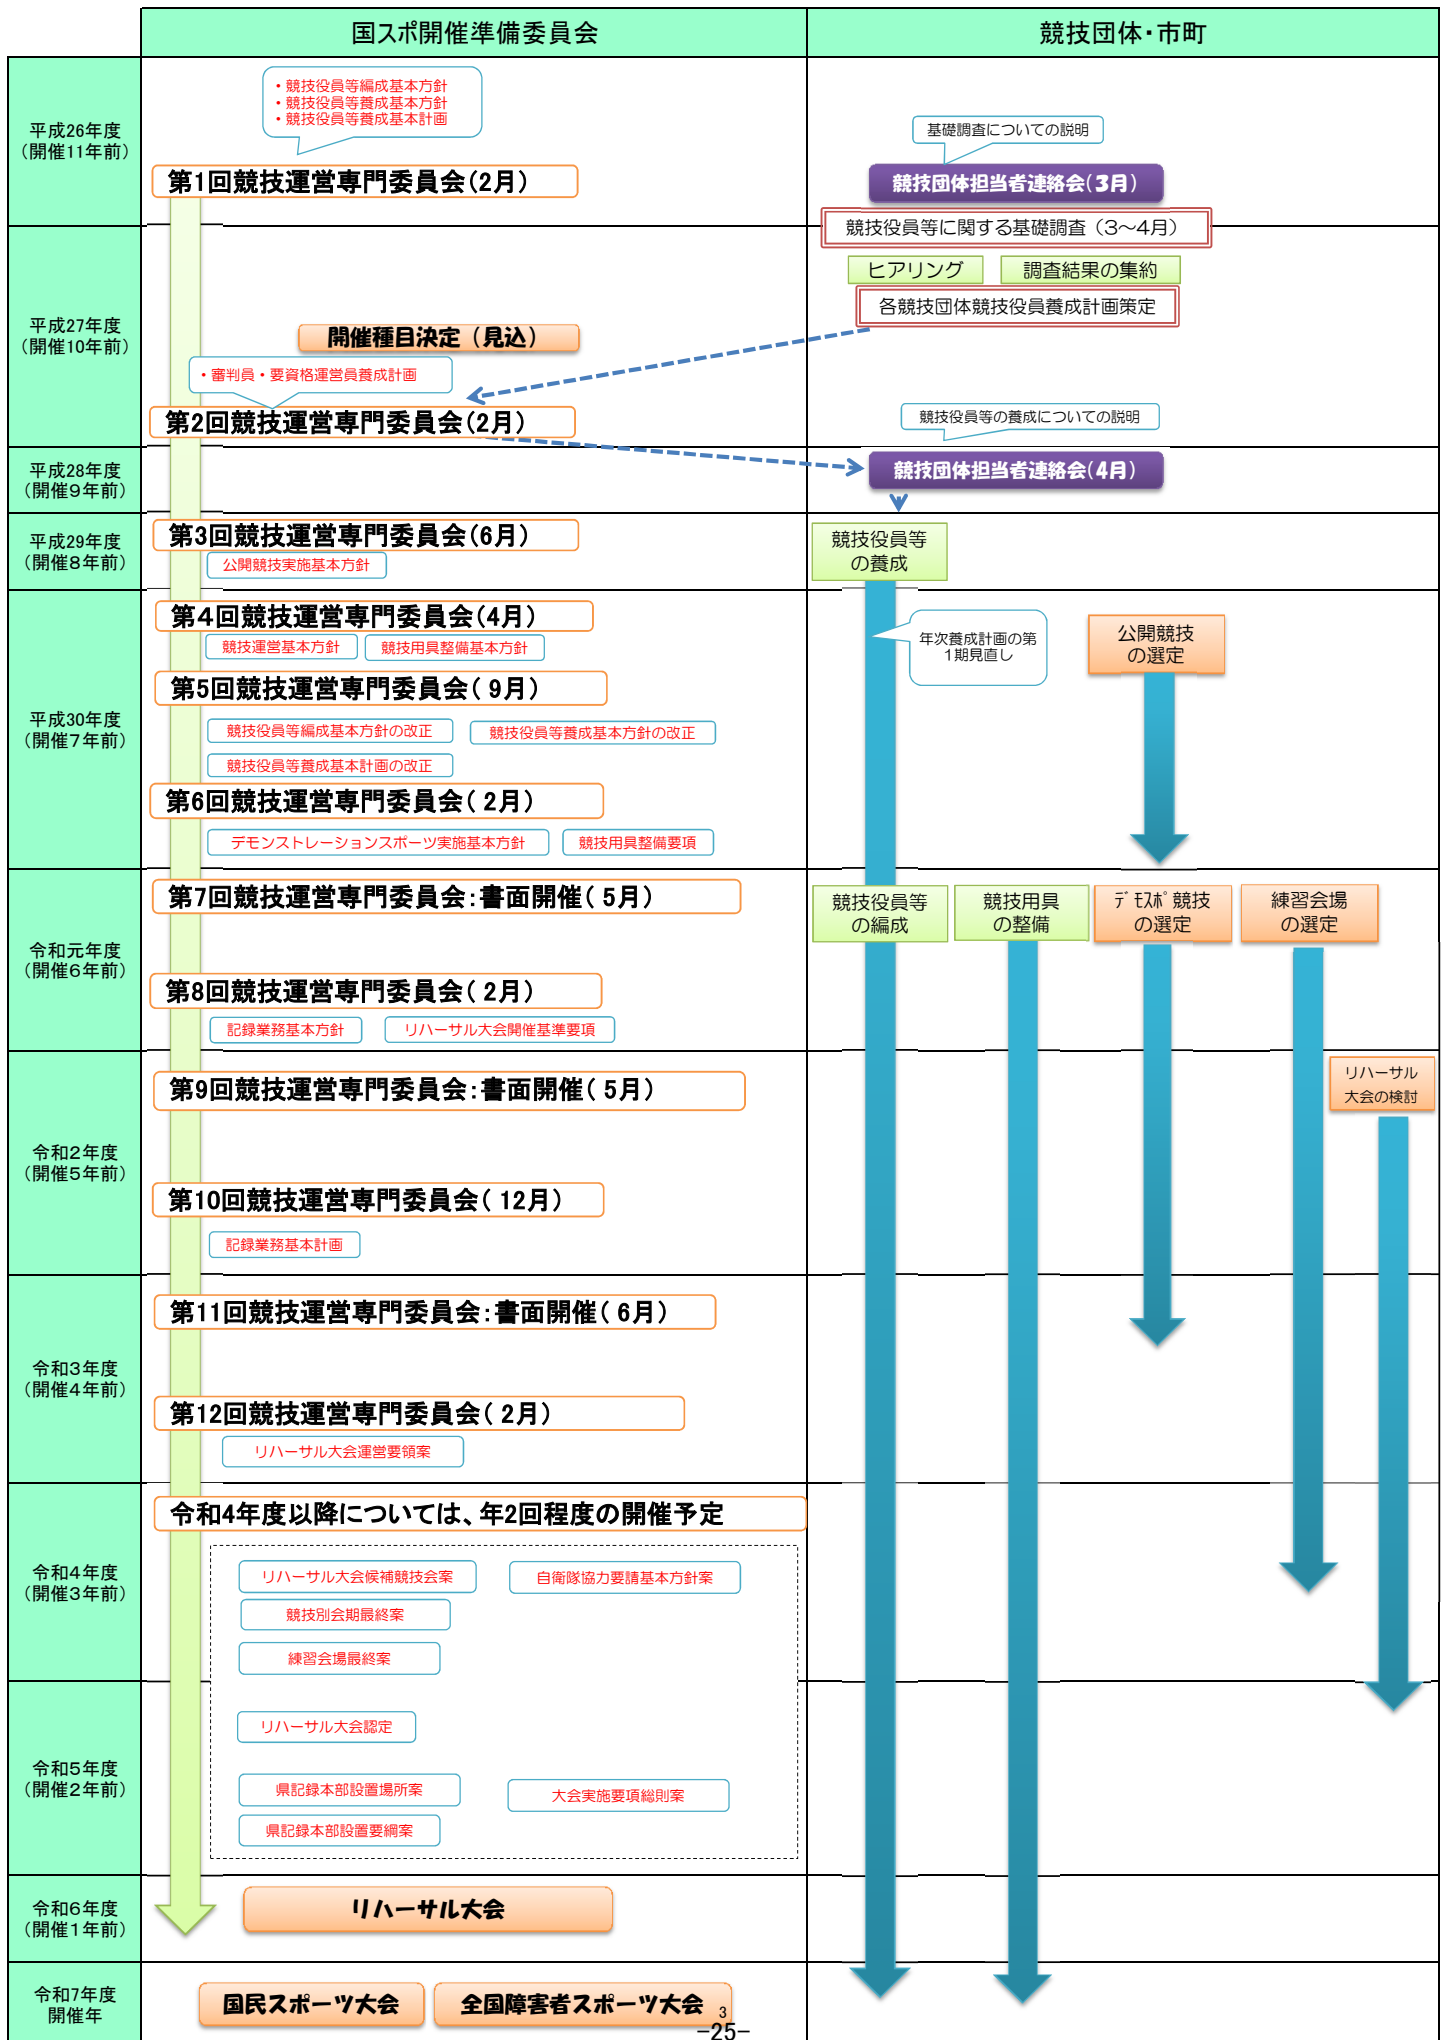 国スポ開催準備委員会
競技団体・市町
平成26年度
（開催11年前）
・競技役員等編成基本方針
・競技役員等養成基本方針
・競技役員等養成基本計画
第1回競技運営専門委員会(2月)
基礎調査についての説明
競技団体担当者連絡会(3月)
競技役員等に関する基礎調査（3～4月）
平成27年度
（開催10年前）
ヒアリング
調査結果の集約
各競技団体競技役員養成計画策定
開催種目決定（見込）
・審判員・要資格運営員養成計画
第2回競技運営専門委員会(2月)
競技役員等の養成についての説明
平成28年度
（開催9年前）
競技団体担当者連絡会(4月)
平成29年度
（開催8年前）
第3回競技運営専門委員会(6月)
公開競技実施基本方針
競技役員等
の養成
平成30年度
（開催7年前）
第4回競技運営専門委員会(4月)
競技運営基本方針
競技用具整備基本方針
年次養成計画の第
1期見直し
公開競技
の選定
第5回競技運営専門委員会( 9月)
競技役員等編成基本方針の改正
競技役員等養成基本方針の改正
競技役員等養成基本計画の改正
第6回競技運営専門委員会( 2月)
デモンストレーションスポーツ実施基本方針
競技用具整備要項
令和元年度
（開催6年前）
第7回競技運営専門委員会：書面開催( 5月)
競技役員等
の編成
競技用具
の整備
デモスポ競技
の選定
練習会場
の選定
第8回競技運営専門委員会( 2月)
記録業務基本方針
リハーサル大会開催基準要項
令和2年度
（開催5年前）
第9回競技運営専門委員会：書面開催( 5月)
リハーサル
大会の検討
第10回競技運営専門委員会( 12月)
記録業務基本計画
令和3年度
（開催4年前）
第11回競技運営専門委員会：書面開催( 6月)
第12回競技運営専門委員会( 2月)
リハーサル大会運営要領案
令和4年度
（開催3年前）
令和4年度以降については、年2回程度の開催予定
リハーサル大会候補競技会案
自衛隊協力要請基本方針案
競技別会期最終案
練習会場最終案
令和5年度
（開催2年前）
リハーサル大会認定
県記録本部設置場所案
大会実施要項総則案
県記録本部設置要綱案
令和6年度
（開催1年前）
リハーサル大会
令和7年度
開催年
国民スポーツ大会
全国障害者スポーツ大会
3
-25-